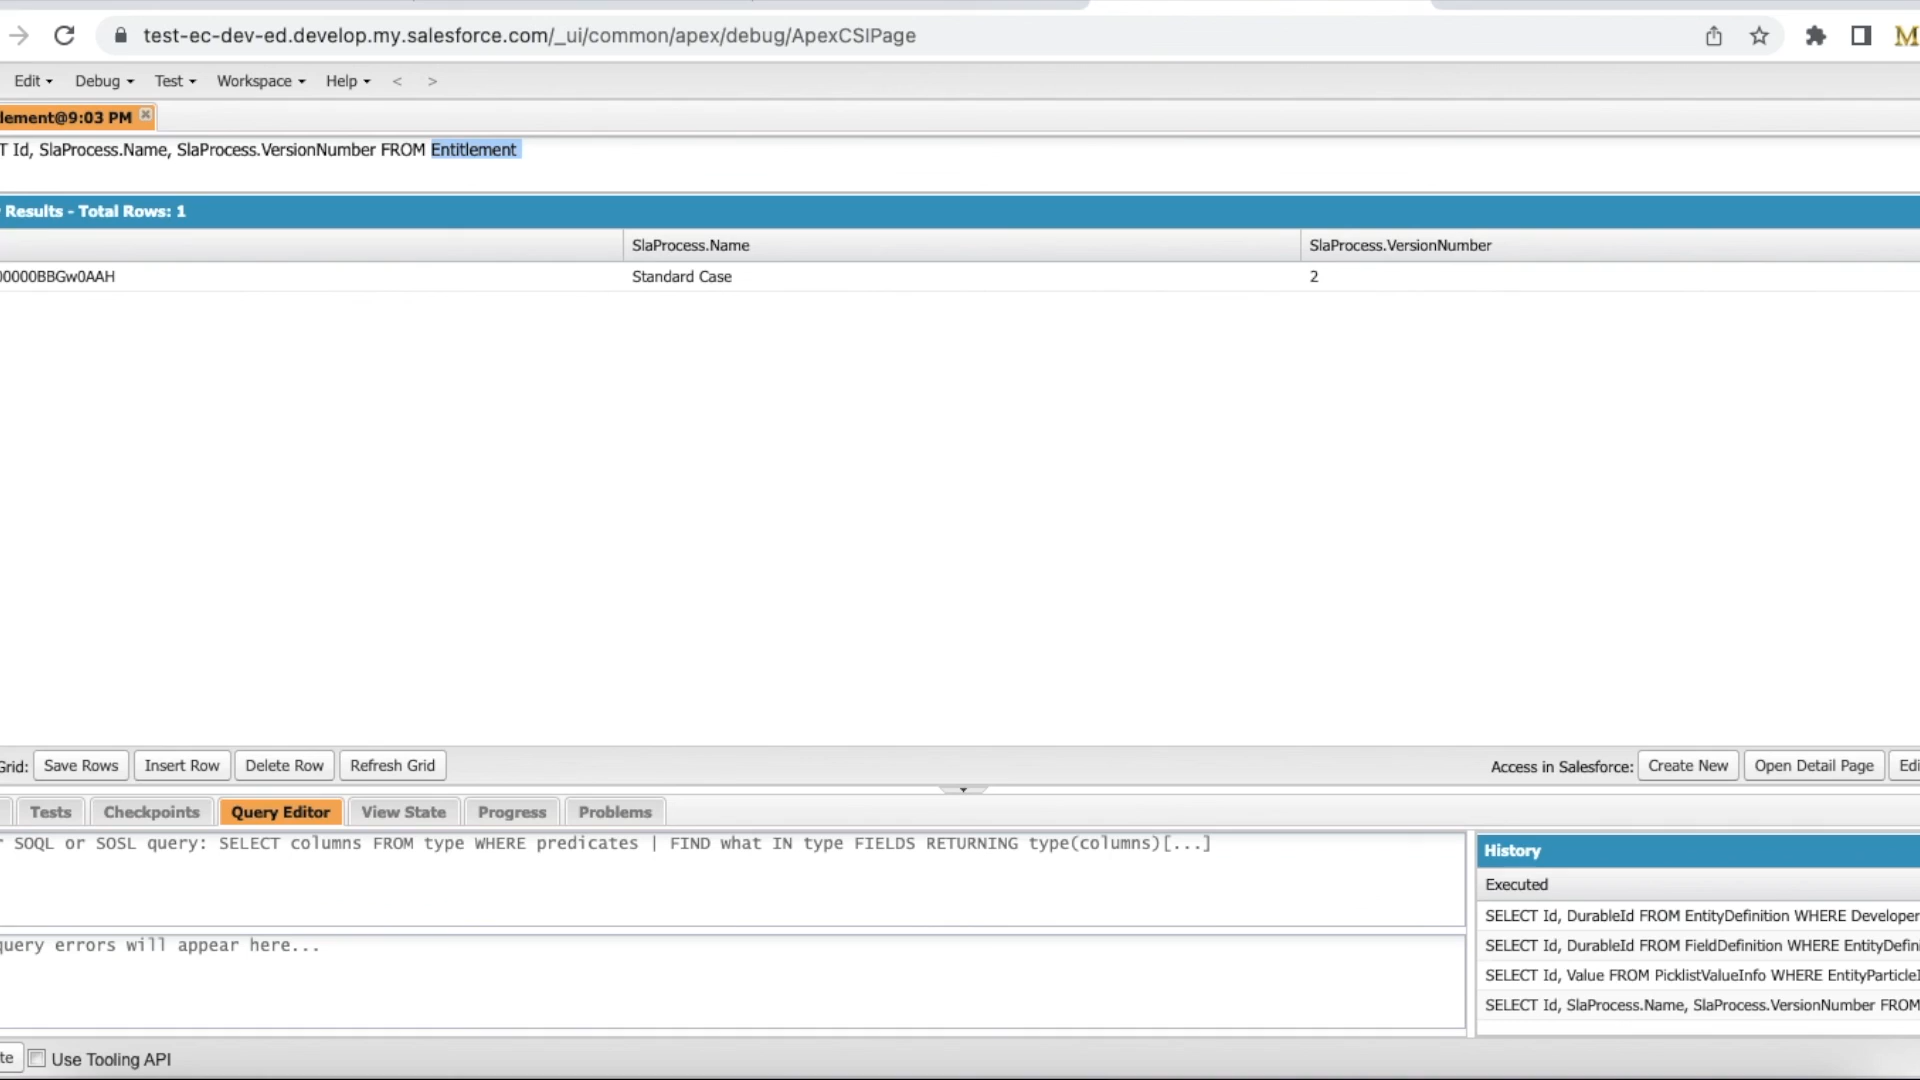 test-ec-dev-ed.develop.my.salesforce.com/_ui/common/apex/debug/ApexCSIPage
M
Edit Debug Test Workspace Help < >
lement@9:03 PM
T Id, SlaProcess.Name, SlaProcess.VersionNumber FROM Entitlement
Results - Total Rows: 1
SlaProcess.Name SlaProcess.VersionNumber
00000BBGw0AAH Standard Case 2
Grid: Save Rows Insert Row Delete Row Refresh Grid Access in Salesforce: Create New Open Detail Page Edi
Tests Checkpoints Query Editor View State Progress Problems
r SOQL or SOSL query: SELECT columns FROM type WHERE predicates | FIND what IN type FIELDS RETURNING type(columns)[...]
query errors will appear here...
History
Executed
SELECT Id, DurableId FROM EntityDefinition WHERE Developer
SELECT Id, DurableId FROM FieldDefinition WHERE EntityDefini
SELECT Id, Value FROM PicklistValueInfo WHERE EntityParticleI
SELECT Id, SlaProcess.Name, SlaProcess.VersionNumber FROM
te Use Tooling API